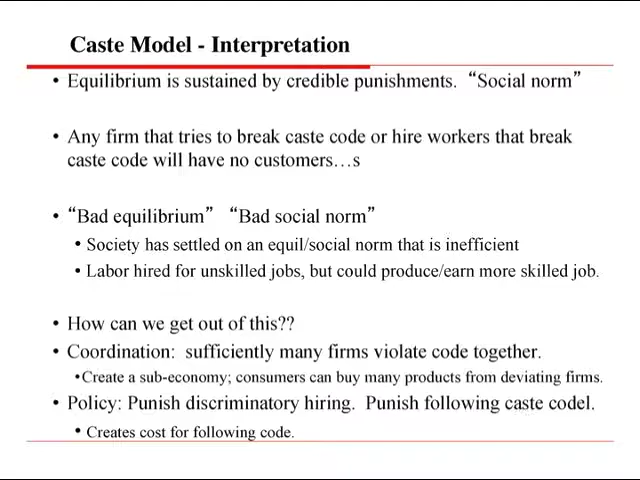 Caste Model - Interpretation
• Equilibrium is sustained by credible punishments. “Social norm”
• Any firm that tries to break caste code or hire workers that break
caste code will have no customers…s
• “Bad equilibrium” “Bad social norm”
• Society has settled on an equil/social norm that is inefficient
• Labor hired for unskilled jobs, but could produce/earn more skilled job.
• How can we get out of this??
• Coordination: sufficiently many firms violate code together.
•Create a sub-economy; consumers can buy many products from deviating firms.
• Policy: Punish discriminatory hiring. Punish following caste codel.
• Creates cost for following code.